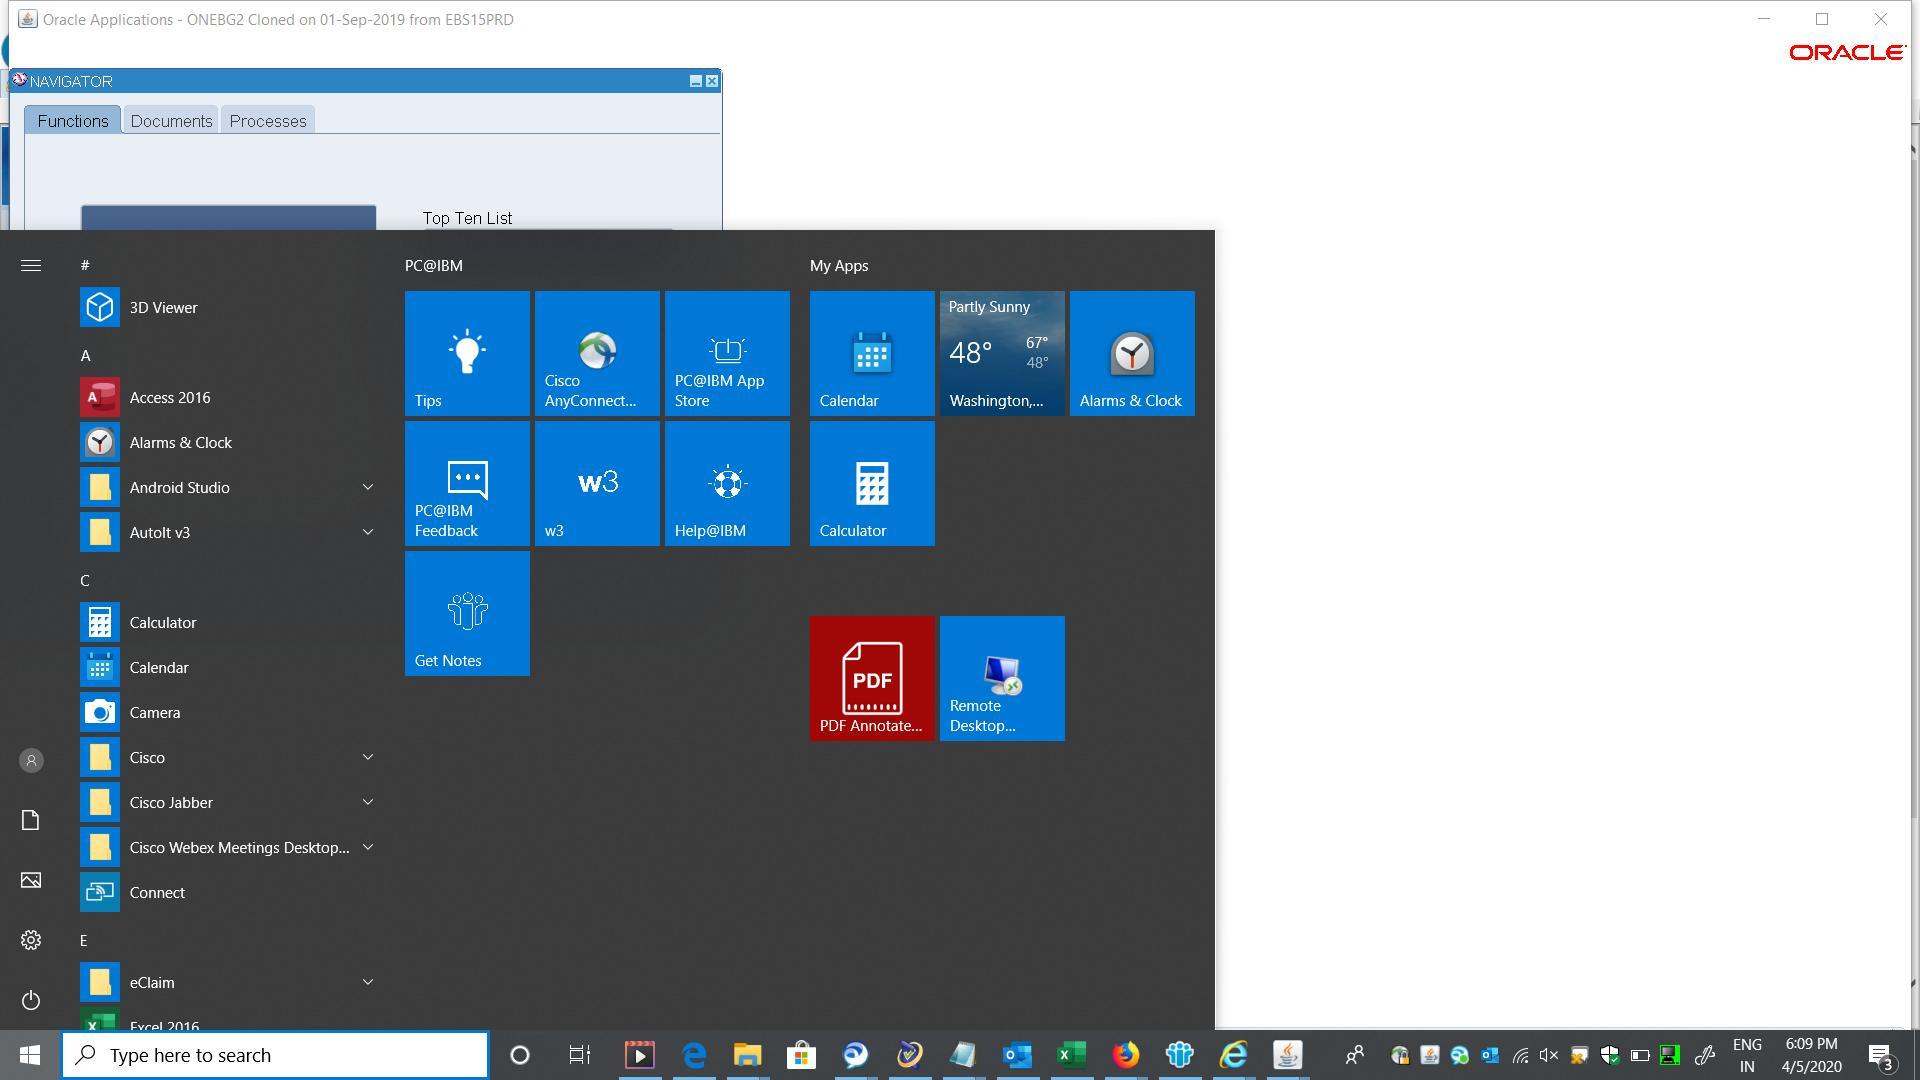 Oracle Applications - ONEBG2 Cloned on 01-Sep-2019 from EBS15PRD
ORACLE
NAVIGATOR
Functions
Documents
Processes
Top Ten List
#
3D Viewer
A
Access 2016
Alarms & Clock
Android Studio
AutoIt v3
C
Calculator
Calendar
Camera
Cisco
Cisco Jabber
Cisco Webex Meetings Desktop...
Connect
E
eClaim
Excel 2016
PC@IBM
Tips
Cisco
AnyConnect...
PC@IBM App
Store
PC@IBM
Feedback
w3
w3
Help@IBM
Get Notes
My Apps
Calendar
Partly Sunny
48°
67°
48°
Washington,...
Alarms & Clock
Calculator
PDF
PDF Annotate...
Remote
Desktop...
Type here to search
ENG
IN
6:09 PM
4/5/2020
3